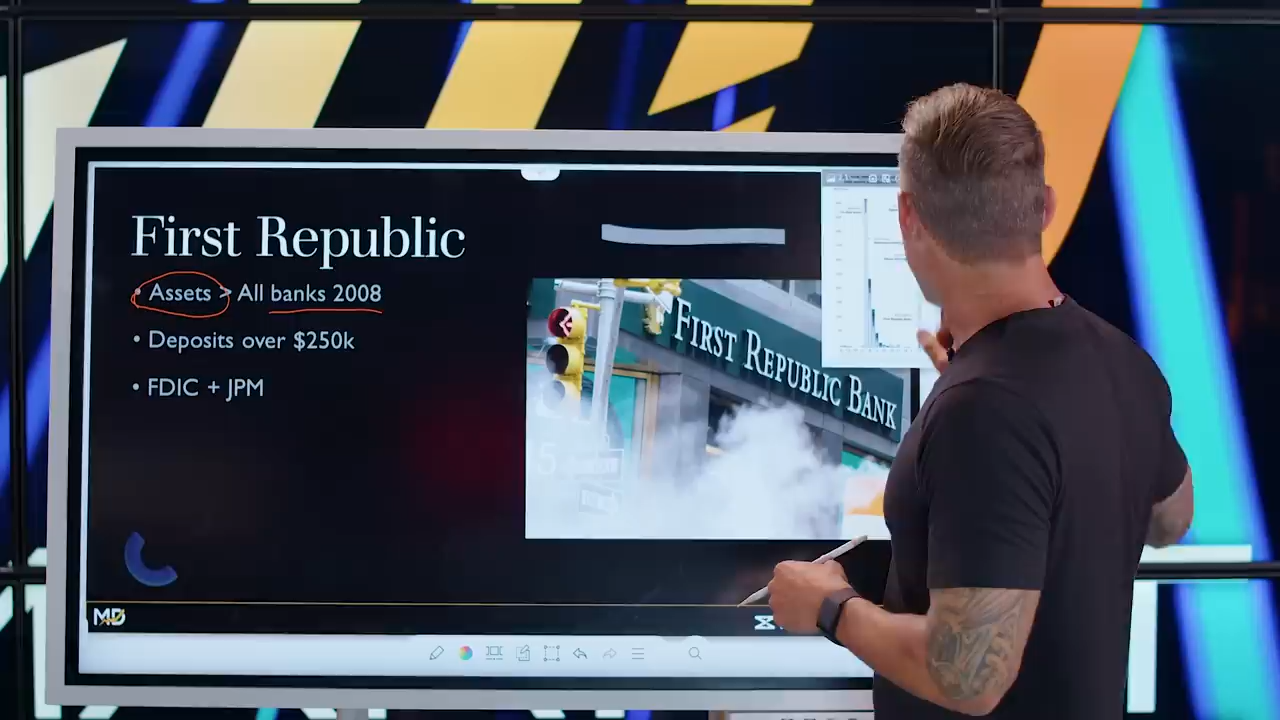 First Republic
• Assets > All banks 2008
• Deposits over $250k
• FDIC + JPM
FIRST REPUBLIC BANK
MD